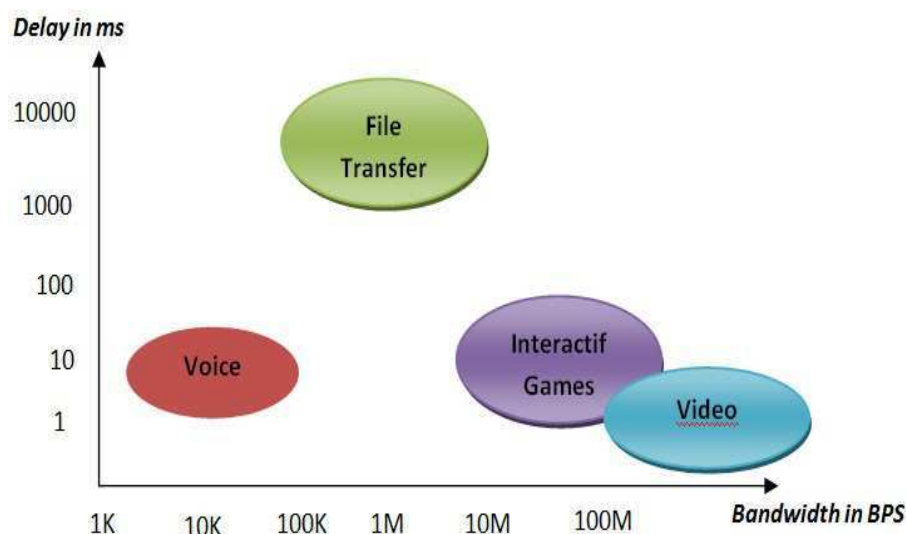 Delay in ms
10000
1000
100
10
1
File
Transfer
Voice
Interactif
Games
Video
1K
10K
100K
1M
10M
100M
Bandwidth in BPS